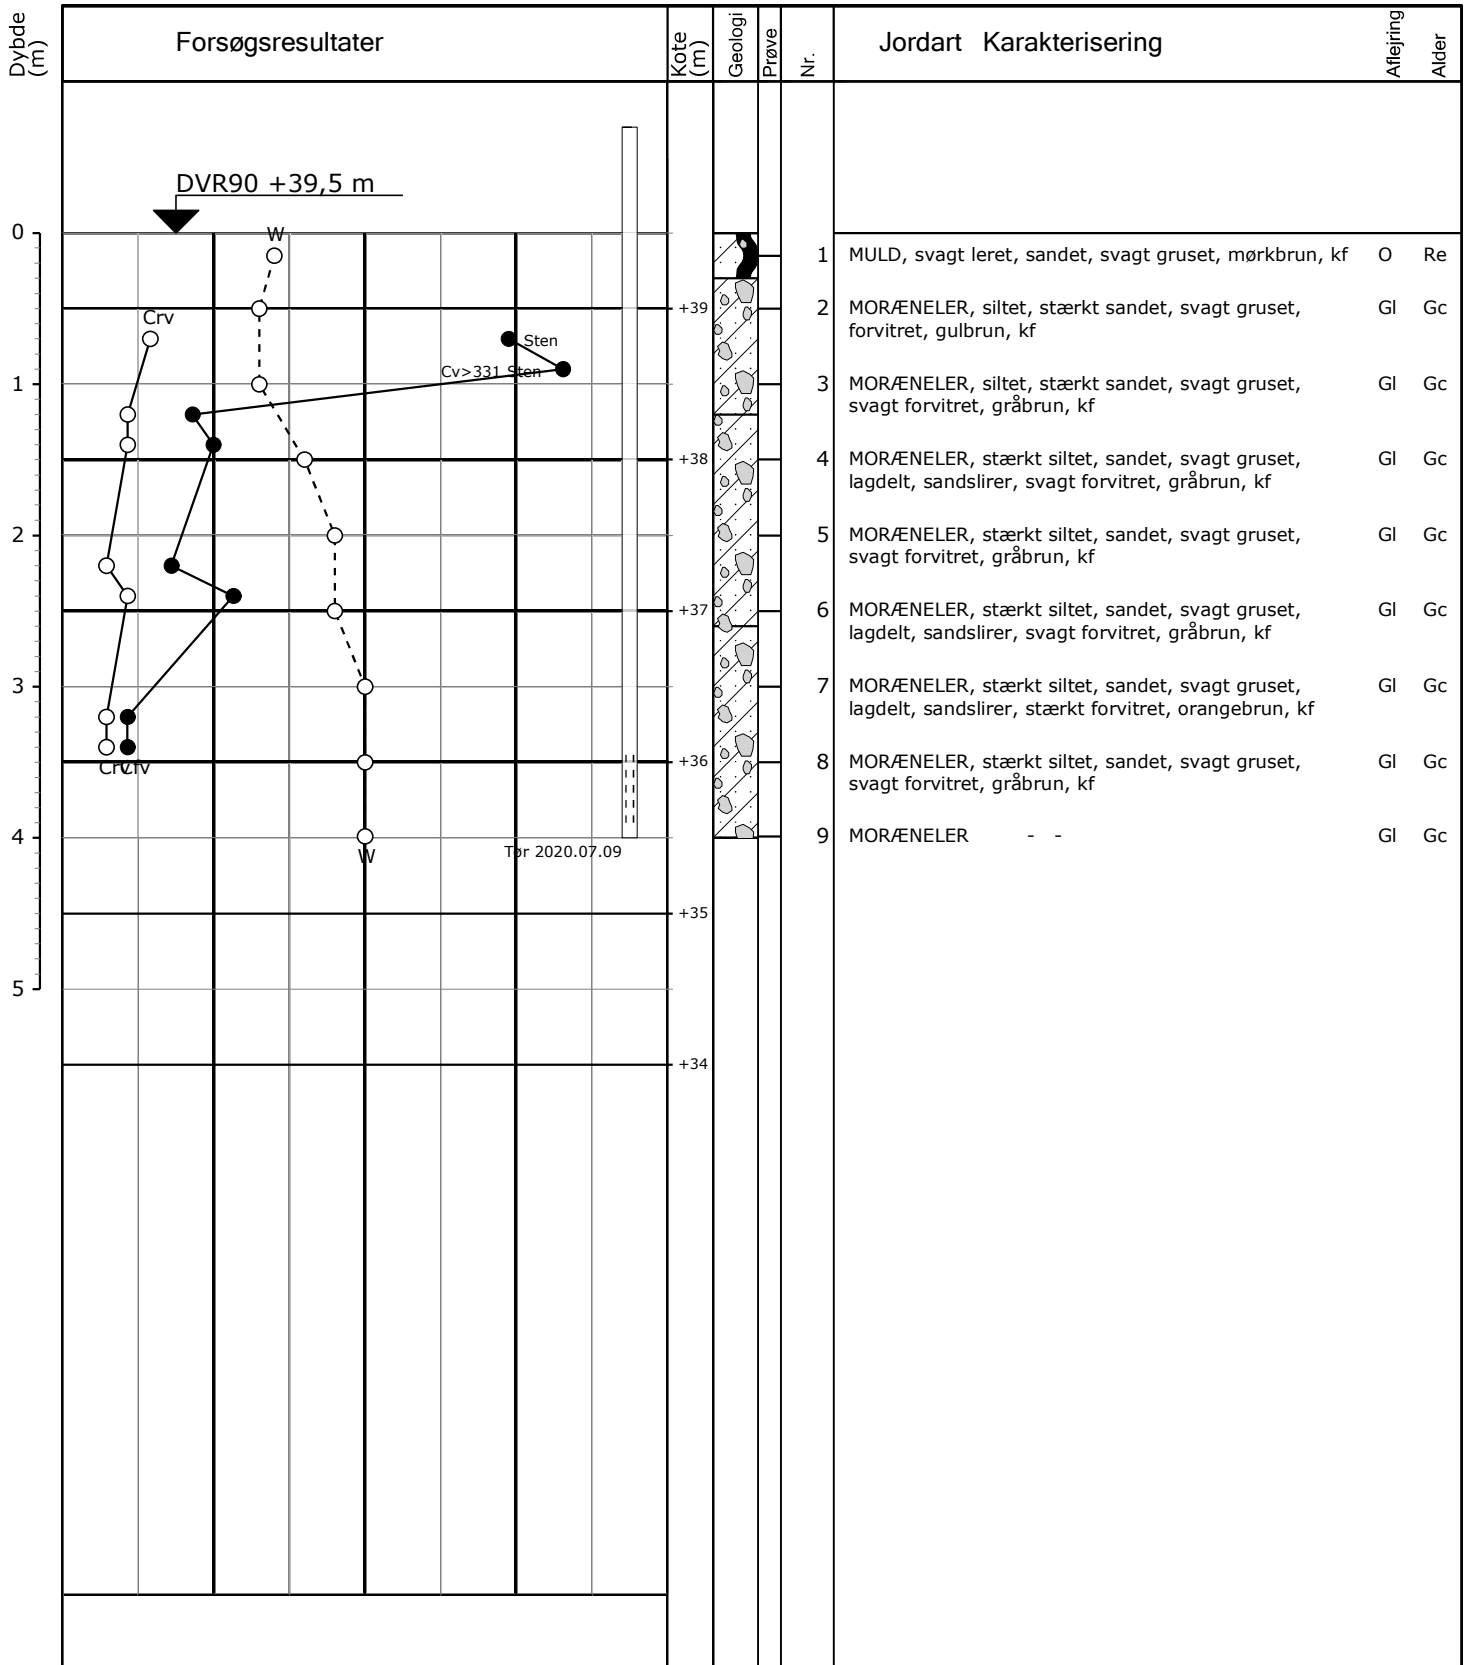 Dybde
(m)
Forsøgsresultater
Kote
(m)
Geologi
Prøve
Nr.
Jordart Karakterisering
Aflejring
Alder
DVR90 +39,5 m
0
W
1 MULD, svagt leret, sandet, svagt gruset, mørkbrun, kf O Re
+39
2 MORÆNELER, siltet, stærkt sandet, svagt gruset, Gl Gc
forvitret, gulbrun, kf
Crv
Sten
Cv>331 Sten
1
3 MORÆNELER, siltet, stærkt sandet, svagt gruset, Gl Gc
svagt forvitret, gråbrun, kf
+38
4 MORÆNELER, stærkt siltet, sandet, svagt gruset, Gl Gc
lagdelt, sandslirer, svagt forvitret, gråbrun, kf
2
5 MORÆNELER, stærkt siltet, sandet, svagt gruset, Gl Gc
svagt forvitret, gråbrun, kf
+37
6 MORÆNELER, stærkt siltet, sandet, svagt gruset, Gl Gc
lagdelt, sandslirer, svagt forvitret, gråbrun, kf
3
7 MORÆNELER, stærkt siltet, sandet, svagt gruset, Gl Gc
lagdelt, sandslirer, stærkt forvitret, orangebrun, kf
Crv
Cfv
+36
8 MORÆNELER, stærkt siltet, sandet, svagt gruset, Gl Gc
svagt forvitret, gråbrun, kf
4
9 MORÆNELER - - Gl Gc
W
Tør 2020.07.09
+35
5
+34